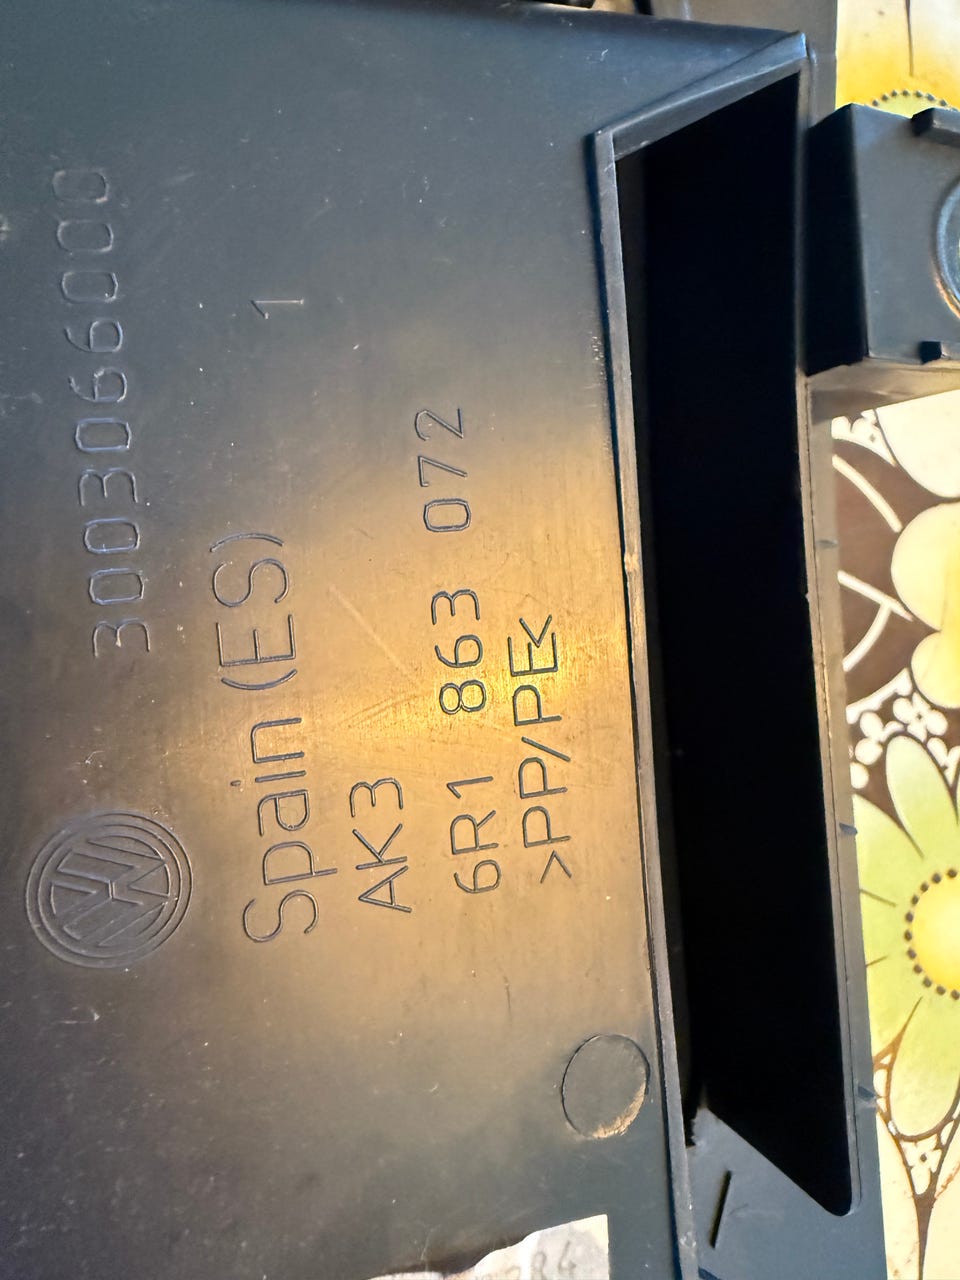 3003066000
Spain (ES) 1
AK3
6R1 863 072
>PP/PE<